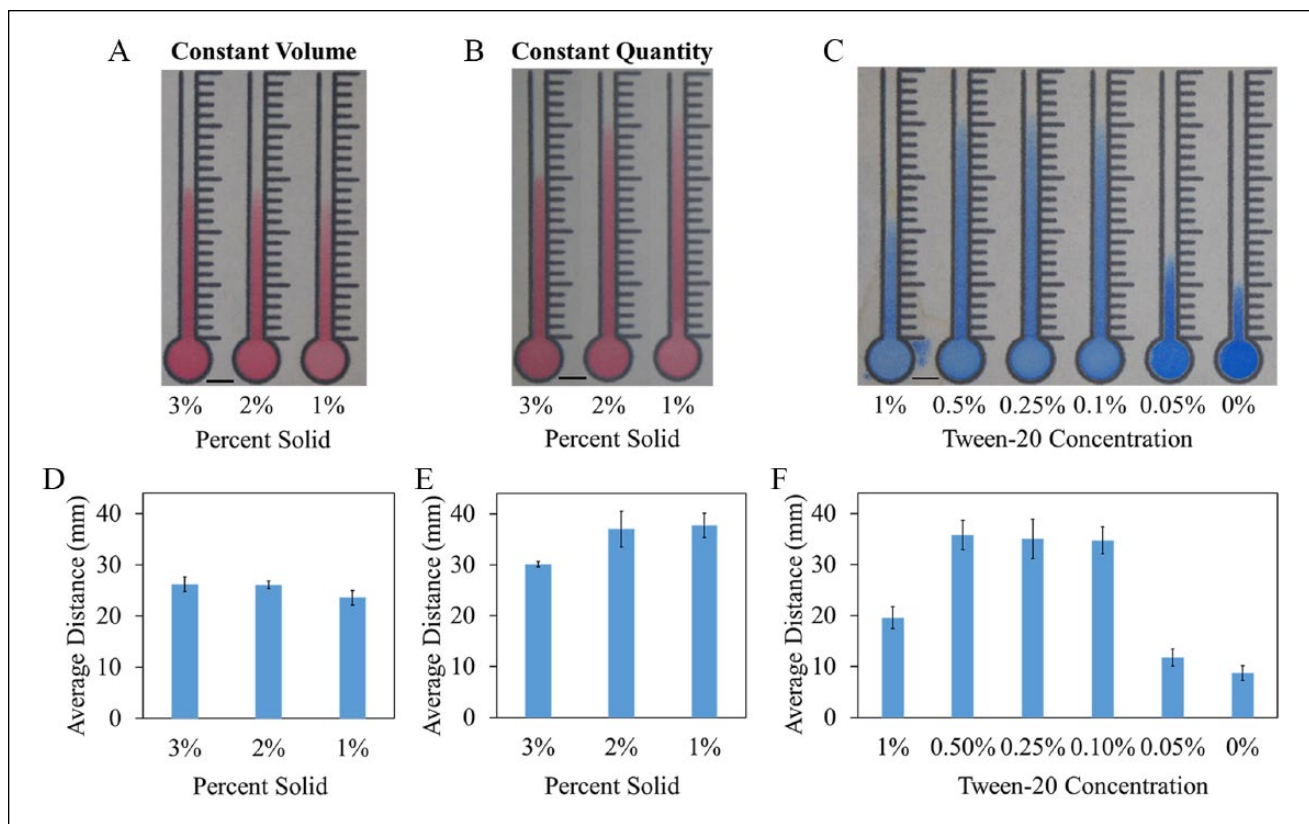 A
Constant Volume
3% 2% 1%
Percent Solid
B
Constant Quantity
3% 2% 1%
Percent Solid
C
1% 0.5% 0.25% 0.1% 0.05% 0%
Tween-20 Concentration
D
Average Distance (mm)
40
30
20
10
0
3% 2% 1%
Percent Solid
E
Average Distance (mm)
40
30
20
10
0
3% 2% 1%
Percent Solid
F
Average Distance (mm)
40
30
20
10
0
1% 0.50% 0.25% 0.10% 0.05% 0%
Tween-20 Concentration